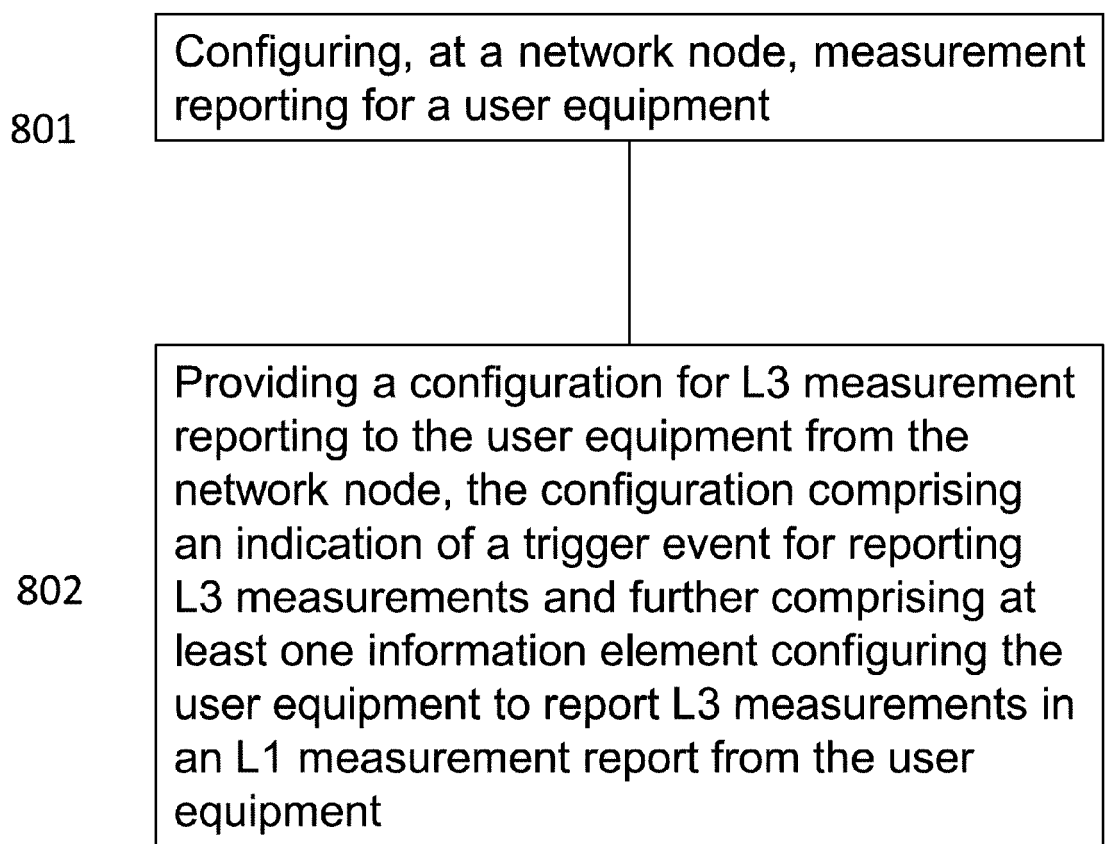 801
Configuring, at a network node, measurement
reporting for a user equipment
802
Providing a configuration for L3 measurement
reporting to the user equipment from the
network node, the configuration comprising
an indication of a trigger event for reporting
L3 measurements and further comprising at
least one information element configuring the
user equipment to report L3 measurements in
an L1 measurement report from the user
equipment